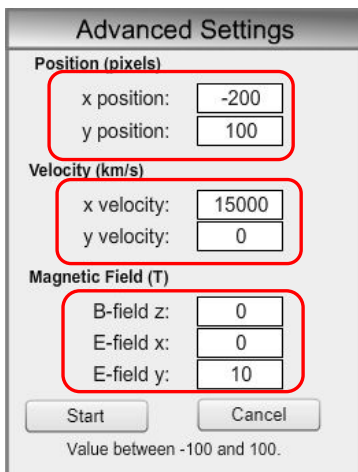 Advanced Settings
Position (pixels)
x position: -200
y position: 100
Velocity (km/s)
x velocity: 15000
y velocity: 0
Magnetic Field (T)
B-field z: 0
E-field x: 0
E-field y: 10
Start Cancel
Value between -100 and 100.